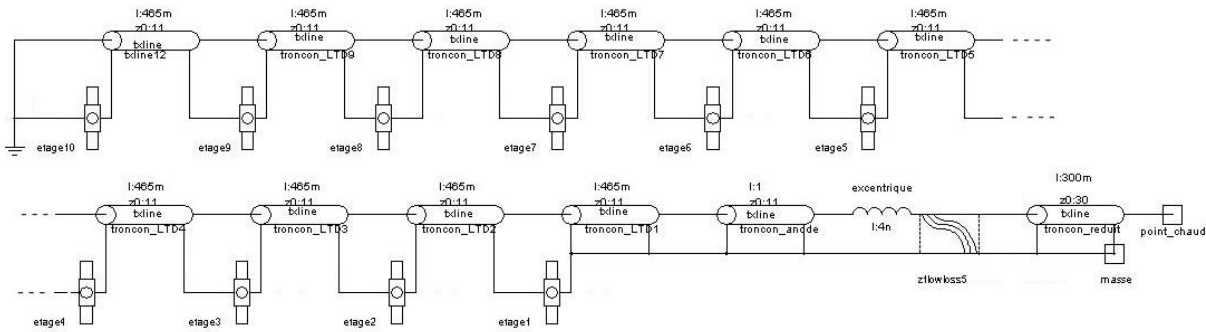 l:465m l:465m l:465m l:465m l:465m l:465m
z0:11 z0:11 z0:11 z0:11 z0:11 z0:11
txline txline txline txline txline txline
txline12 troncon_LTD9 troncon_LTD8 troncon_LTD7 troncon_LTD6 troncon_LTD5
etage10 etage9 etage8 etage7 etage6 etage5
l:465m l:465m l:465m l:465m l:1 excentrique l:300m
z0:11 z0:11 z0:11 z0:11 z0:11 z0:30
txline txline txline txline txline l:4n txline
troncon_LTD4 troncon_LTD3 troncon_LTD2 troncon_LTD1 troncon_anode troncon_reduit point_chaud
zflowloss5 masse
etage4 etage3 etage2 etage1